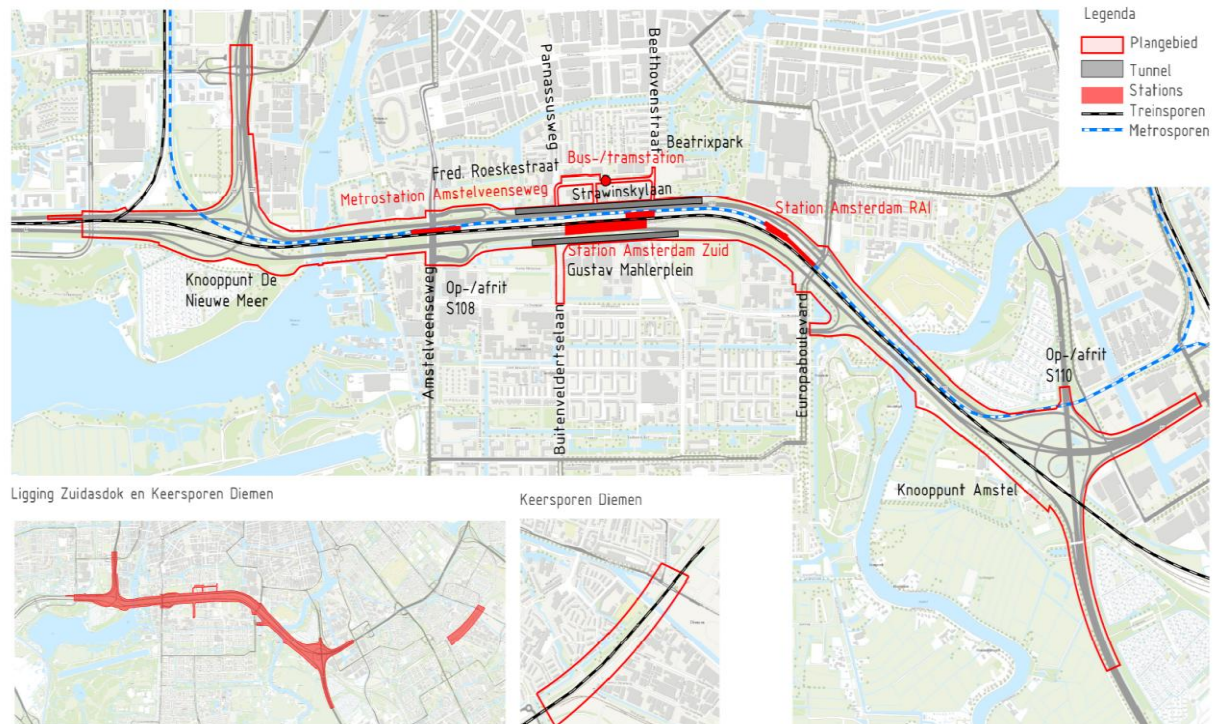 Legenda
Plangebied
Tunnel
Stations
Treinsporen
Metrosporen
Parnassusweg
Beethovenstraat
Beatrixpark
Bus-/tramstation
Fred. Roeskestraat
Strawinskylaan
Metrostation Amstelveenseweg
Station Amsterdam RAI
Station Amsterdam Zuid
Gustav Mahlerplein
Knooppunt De
Nieuwe Meer
Op-/afrit
S108
Amstelveenseweg
Buitenveldertselaan
Europaboulevard
Op-/afrit
S110
Knooppunt Amstel
Ligging Zuidasdok en Keersporen Diemen
Keersporen Diemen